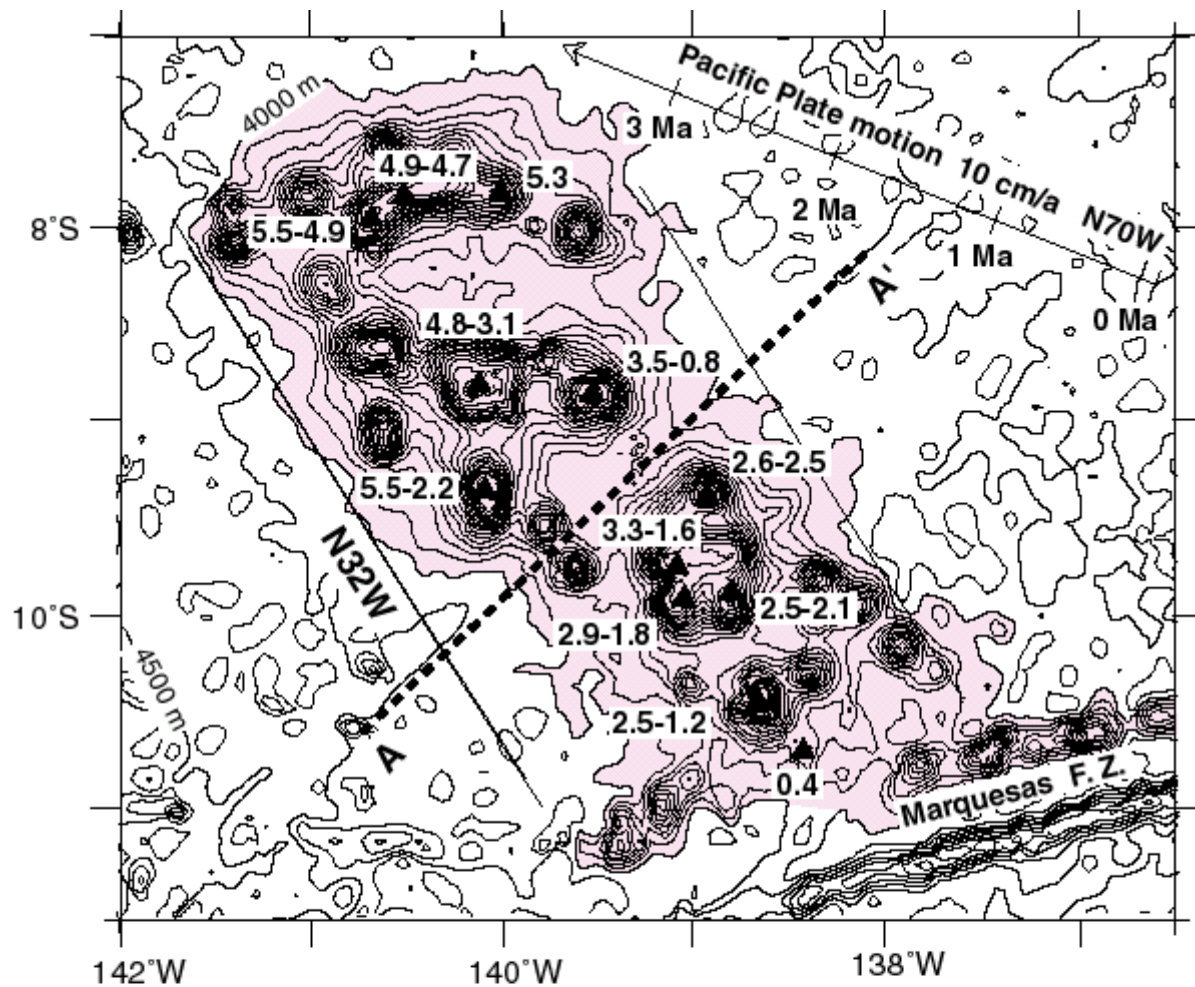 4000 m
Pacific Plate motion 10 cm/a N70W
3 Ma
2 Ma
1 Ma
0 Ma
4.9-4.7
5.3
5.5-4.9
8°S
A'
4.8-3.1
3.5-0.8
2.6-2.5
5.5-2.2
3.3-1.6
N32W
10°S
2.5-2.1
2.9-1.8
4500 m
2.5-1.2
A
0.4
Marquesas F. Z.
142°W
140°W
138°W